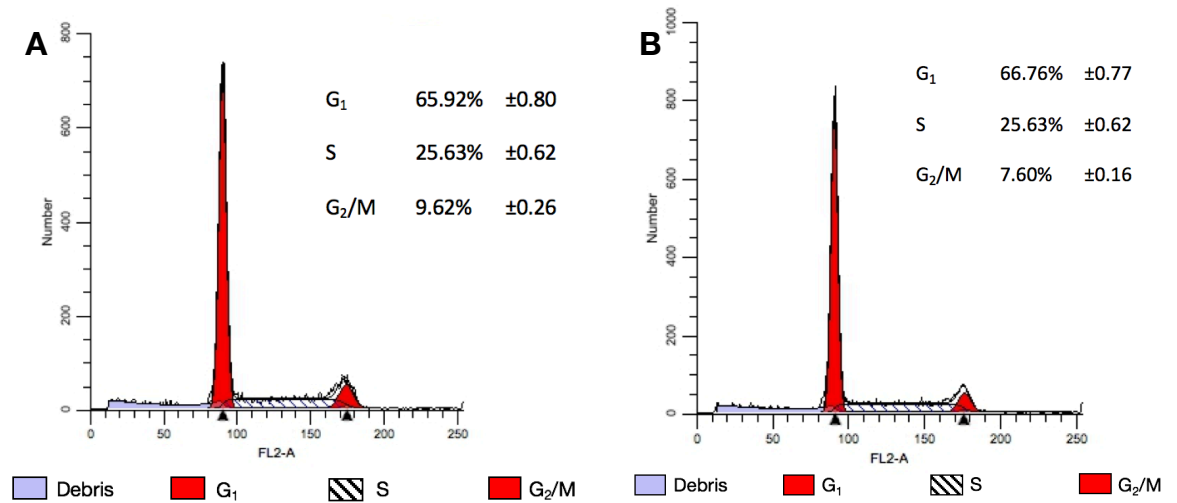 A
800
600
400
200
0
Number
G₁ 65.92% ±0.80
S 25.63% ±0.62
G₂/M 9.62% ±0.26
0 50 100 150 200 250
FL2-A
Debris G₁ S G₂/M
B
1000
800
600
400
200
0
Number
G₁ 66.76% ±0.77
S 25.63% ±0.62
G₂/M 7.60% ±0.16
0 50 100 150 200 250
FL2-A
Debris G₁ S G₂/M